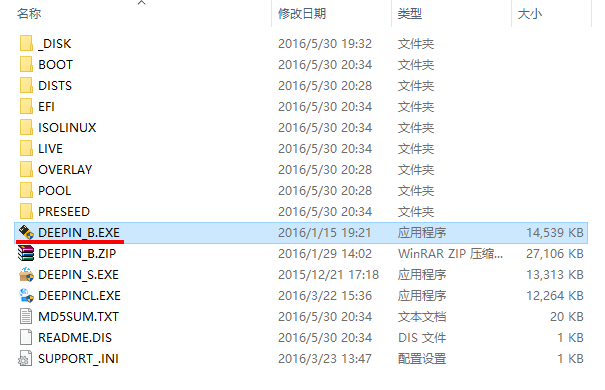 名称 修改日期 类型 大小
_DISK 2016/5/30 19:32 文件夹
BOOT 2016/5/30 20:34 文件夹
DISTS 2016/5/30 20:28 文件夹
EFI 2016/5/30 20:34 文件夹
ISOLINUX 2016/5/30 20:34 文件夹
LIVE 2016/5/30 20:34 文件夹
OVERLAY 2016/5/30 20:28 文件夹
POOL 2016/5/30 20:28 文件夹
PRESEED 2016/5/30 20:34 文件夹
DEEPIN_B.EXE 2016/1/15 19:21 应用程序 14,539 KB
DEEPIN_B.ZIP 2016/1/29 14:02 WinRAR ZIP 压缩... 27,106 KB
DEEPIN_S.EXE 2015/12/21 17:18 应用程序 13,313 KB
DEEPINCL.EXE 2016/3/22 15:36 应用程序 12,264 KB
MD5SUM.TXT 2016/5/30 20:34 文本文档 20 KB
README.DIS 2016/5/30 20:34 DIS 文件 1 KB
SUPPORT_.INI 2016/3/23 13:47 配置设置 1 KB